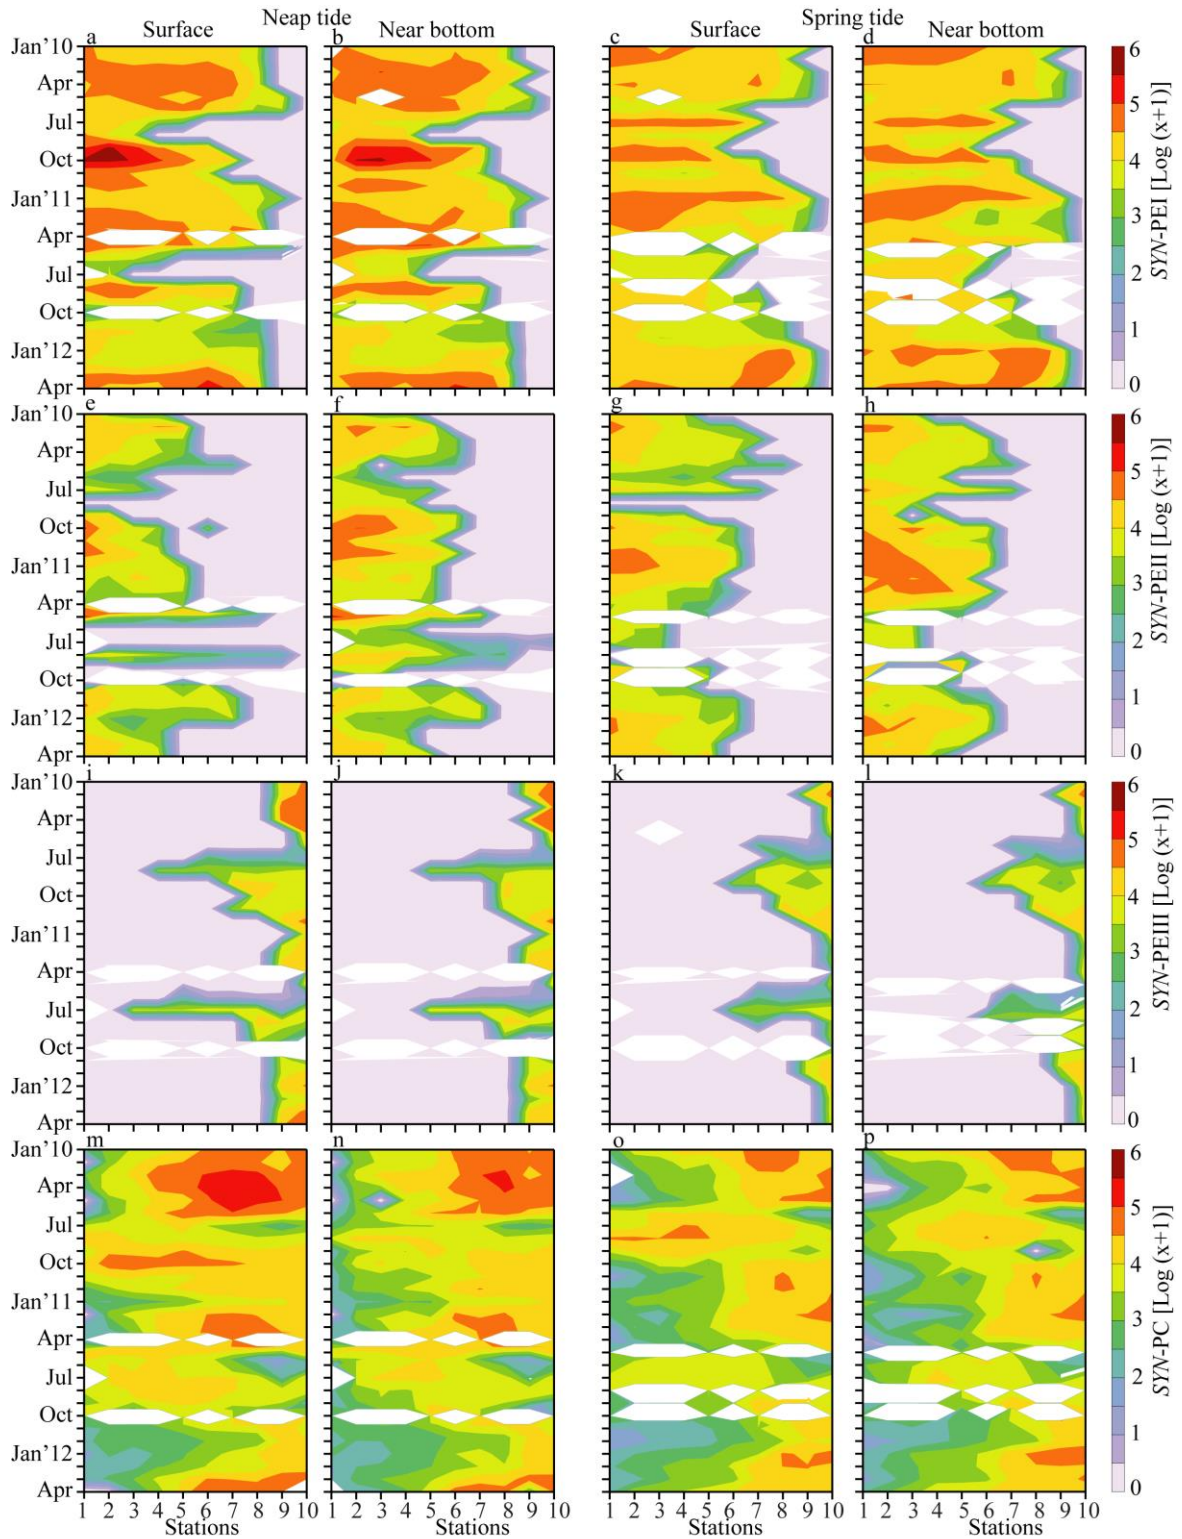 Neap tide Spring tide
Surface Near bottom Surface Near bottom
a b c d
Jan'10
Apr
Jul
Oct
Jan'11
Apr
Jul
Oct
Jan'12
Apr
6
5
4
3
2
1
0
SYN-PEI [Log (x+1)]
e f g h
Jan'10
Apr
Jul
Oct
Jan'11
Apr
Jul
Oct
Jan'12
Apr
6
5
4
3
2
1
0
SYN-PEII [Log (x+1)]
i j k l
Jan'10
Apr
Jul
Oct
Jan'11
Apr
Jul
Oct
Jan'12
Apr
6
5
4
3
2
1
0
SYN-PEIII [Log (x+1)]
m n o p
Jan'10
Apr
Jul
Oct
Jan'11
Apr
Jul
Oct
Jan'12
Apr
6
5
4
3
2
1
0
SYN-PC [Log (x+1)]
1 2 3 4 5 6 7 8 9 10 1 2 3 4 5 6 7 8 9 10 1 2 3 4 5 6 7 8 9 10 1 2 3 4 5 6 7 8 9 10
Stations Stations Stations Stations